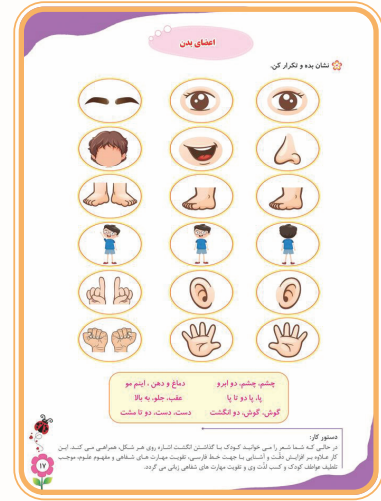 اعضای بدن
نشان بده و تکرار کن.
چشم، چشم، دو ابرو
دماغ و دهن ، اینم مو
پا، پا دو تا پا
عقب، جلو، به بالا
گوش، گوش، دو انگشت
دست، دست، دو تا مشت
دستور کار:
در حالی که شما شعر را می خوانید کودک با گذاشتن انگشت اشاره روی هر شکل، همراهی می کند. این
کار علاوه بر افزایش دقّت و آشنایی با جهت خط فارسی، تقویت مهارت های شفاهی و مفهوم علوم، موجب
تلطیف عواطف کودک و کسب لذّت وی و تقویت مهارت های شفاهی زبانی می گردد.
۱۷